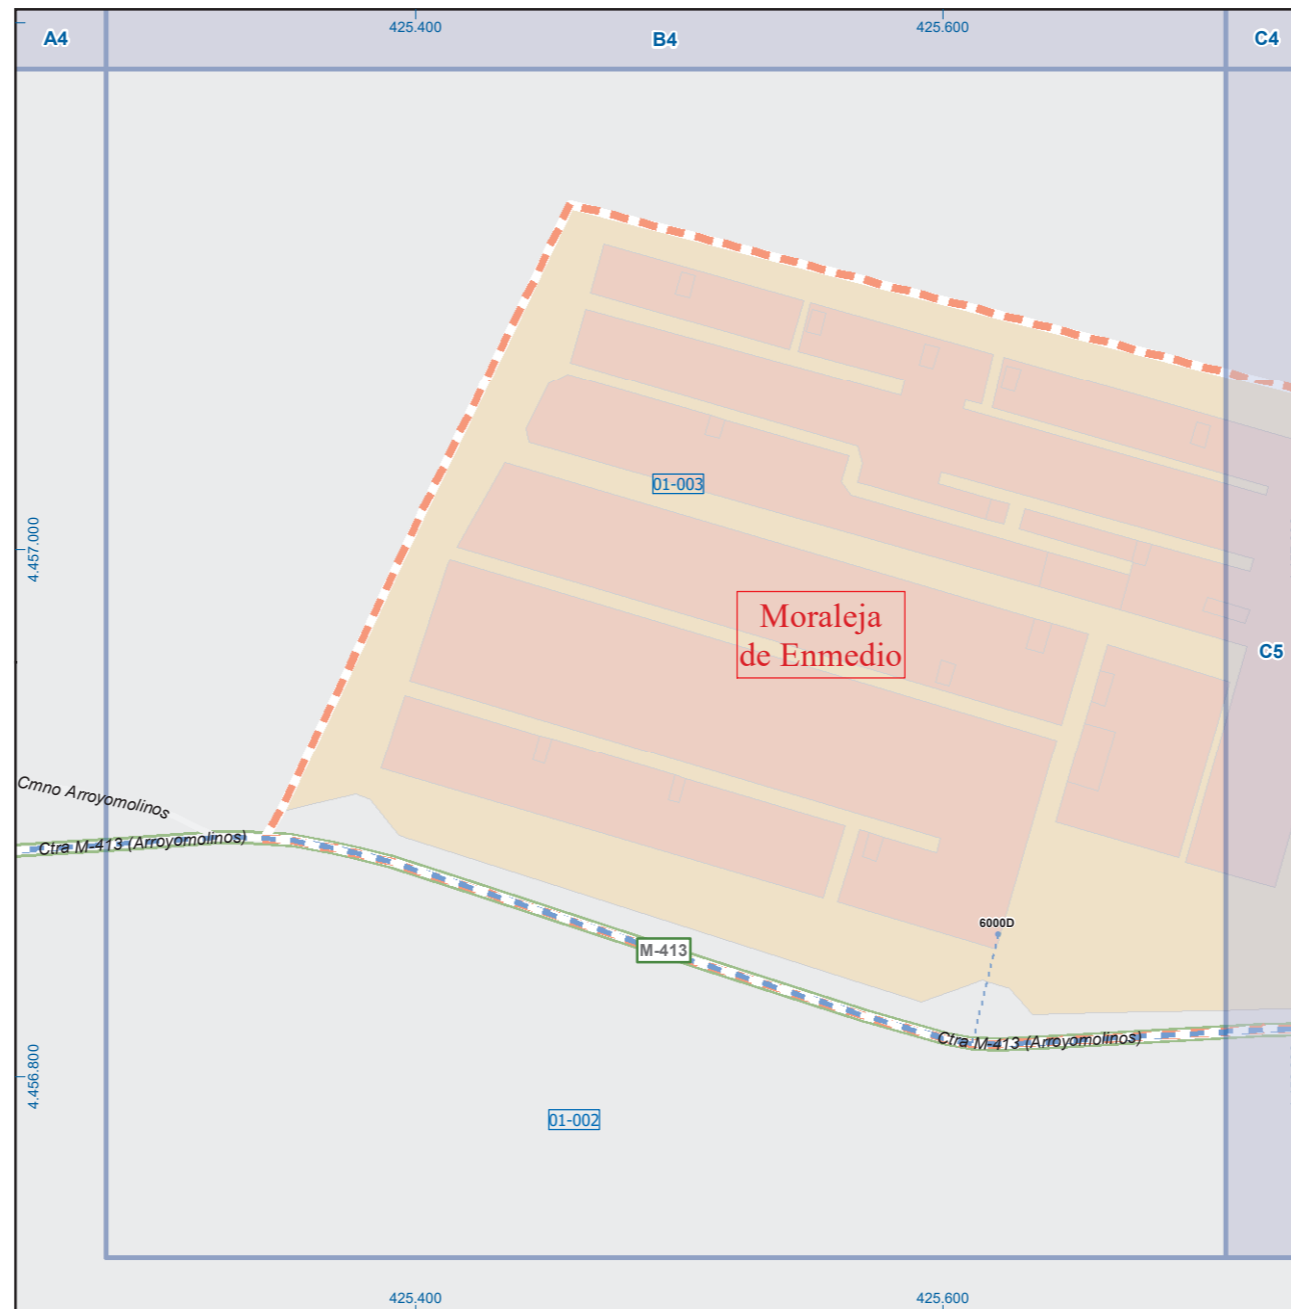 425.400
425.600
A4
B4
C4
01-003
4.457.000
Moraleja
de Enmedio
C5
Cmno Arroyomolinos
Ctra M-413 (Arroyomolinos)
6000D
M-413
Ctra M-413 (Arroyomolinos)
4.456.800
01-002
425.400
425.600